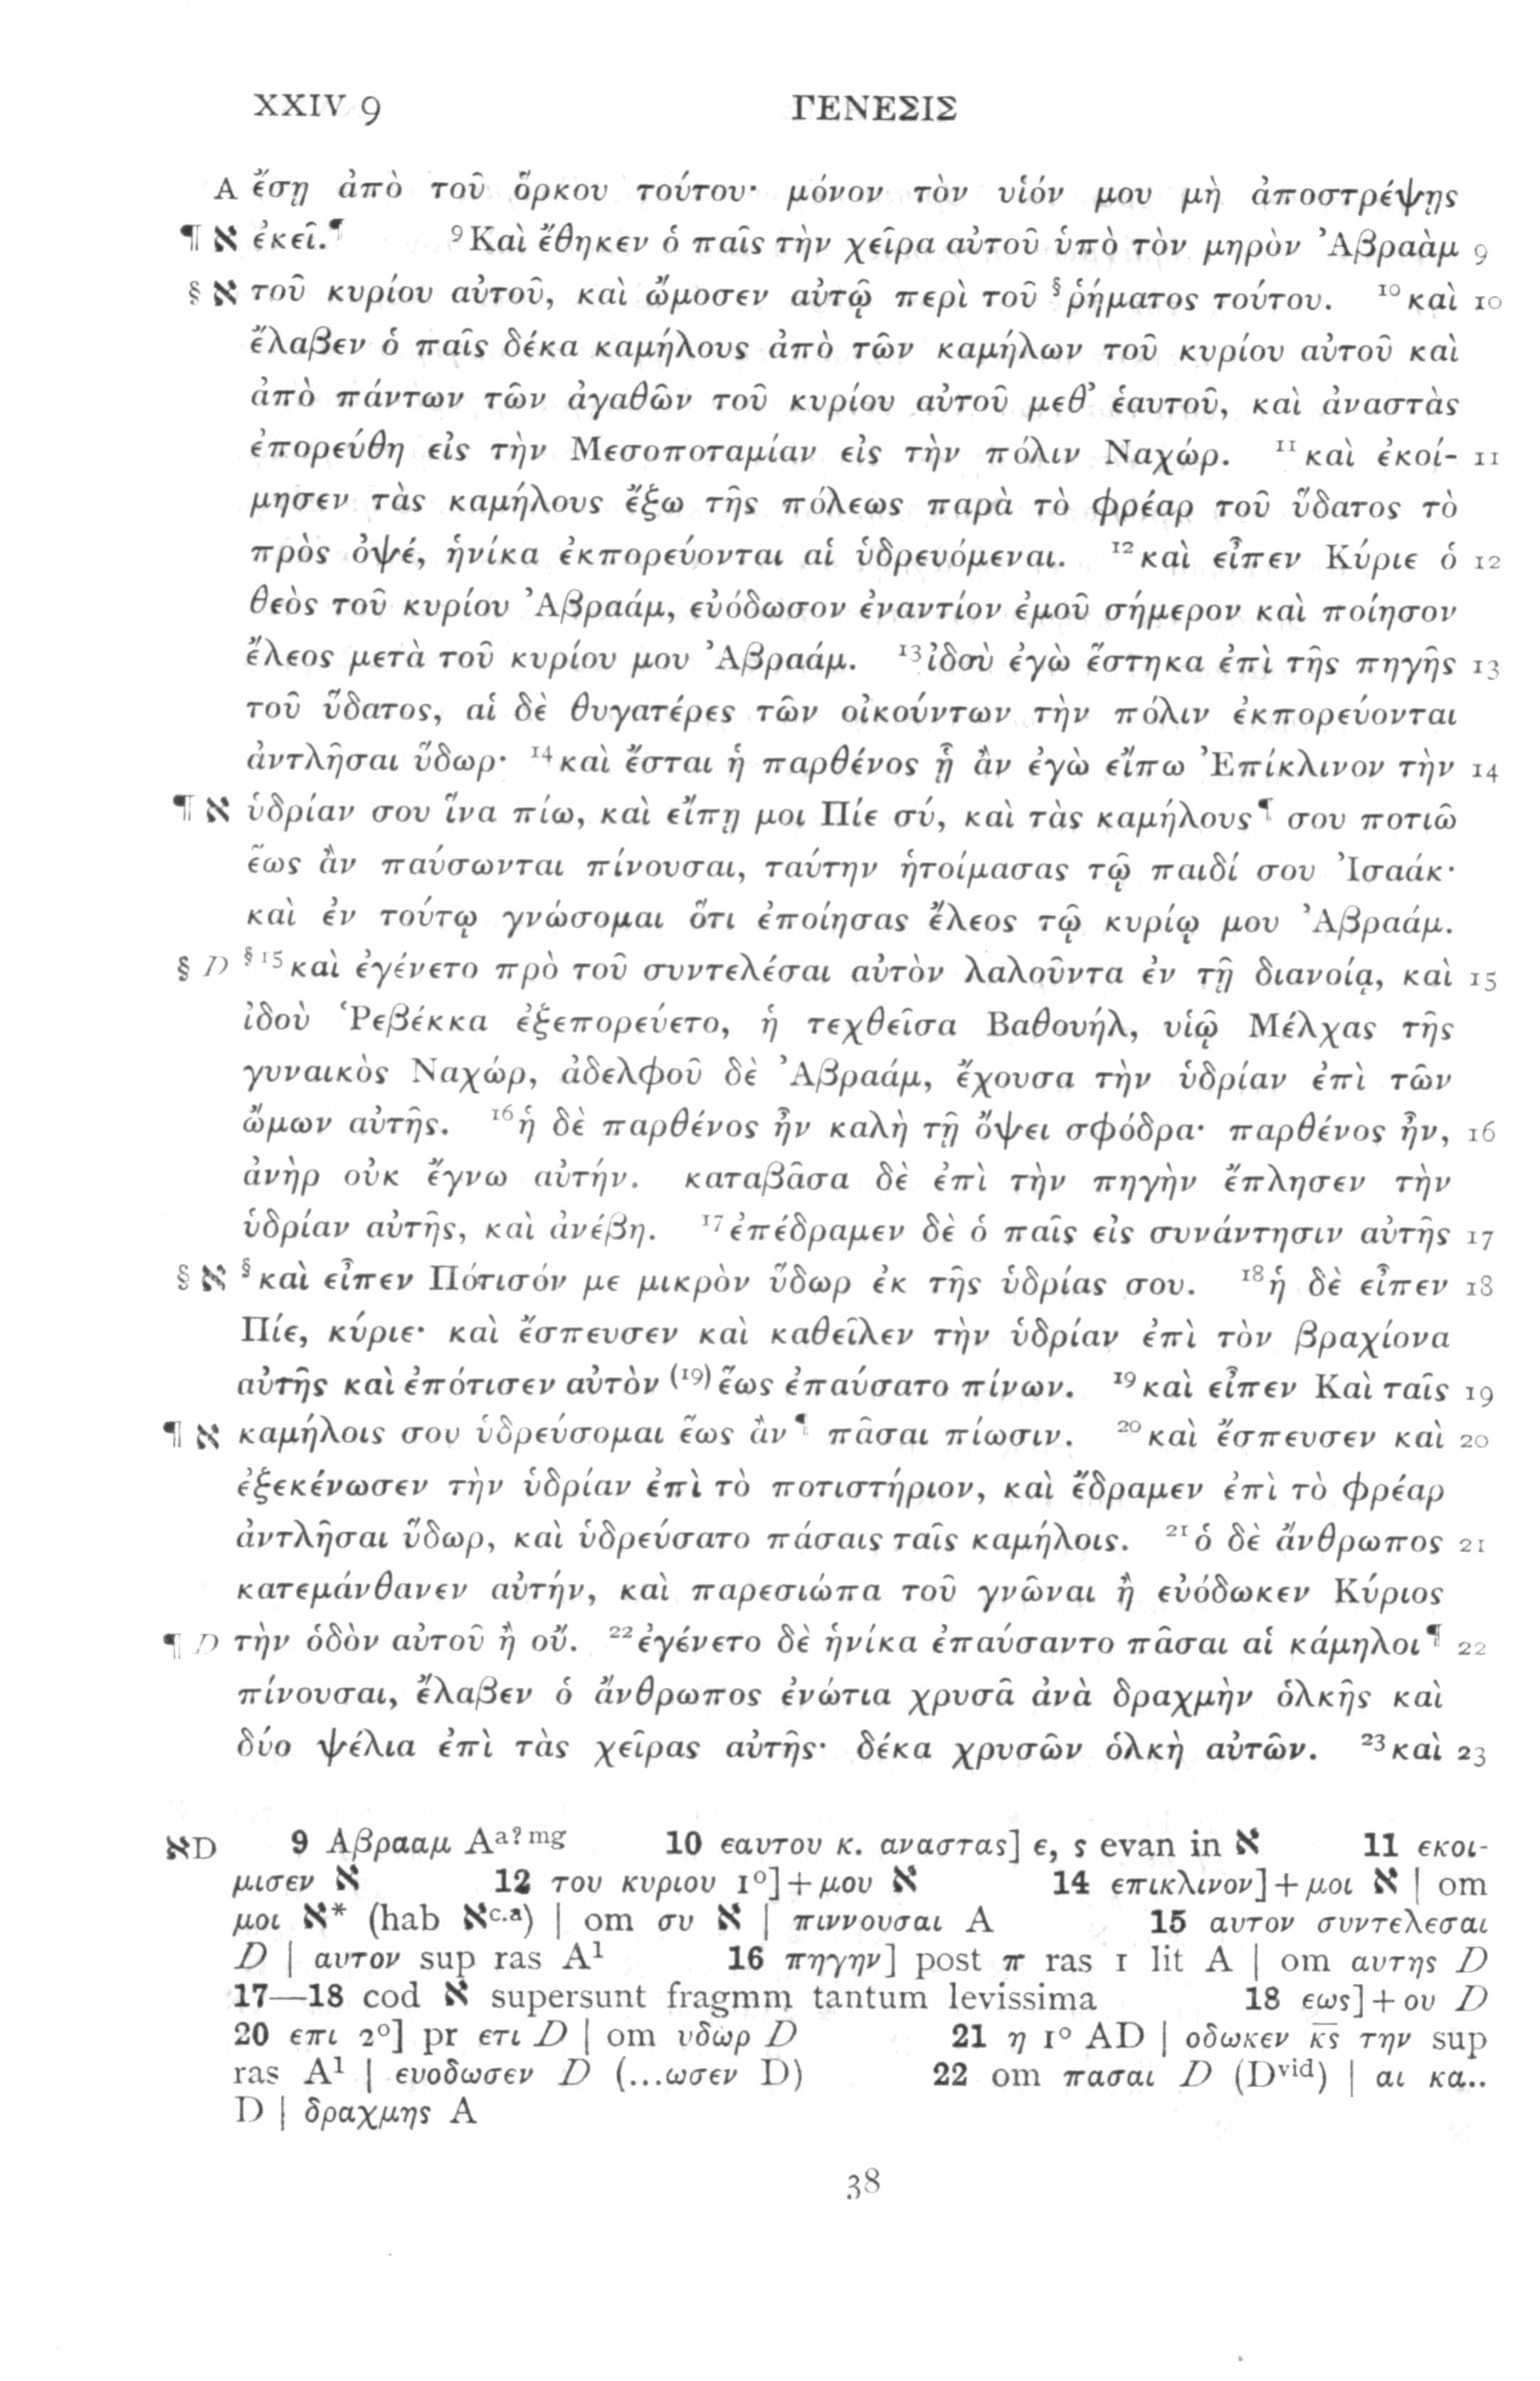 XXIV 9 ΓΕΝΕΣΙΣ
A ἔσῃ ἀπὸ τοῦ ὅρκου τούτου· μόνον τὸν υἱόν μου μὴ ἀποστρέψῃς
¶ א ἐκεῖ.¶ ⁹Καὶ ἔθηκεν ὁ παῖς τὴν χεῖρα αὐτοῦ ὑπὸ τὸν μηρὸν Ἀβραὰμ 9
§ א τοῦ κυρίου αὐτοῦ, καὶ ὤμοσεν αὐτῷ περὶ τοῦ §ῥήματος τούτου. ¹⁰καὶ 10
ἔλαβεν ὁ παῖς δέκα καμήλους ἀπὸ τῶν καμήλων τοῦ κυρίου αὐτοῦ καὶ
ἀπὸ πάντων τῶν ἀγαθῶν τοῦ κυρίου αὐτοῦ μεθ’ ἑαυτοῦ, καὶ ἀναστὰς
ἐπορεύθη εἰς τὴν Μεσοποταμίαν εἰς τὴν πόλιν Ναχώρ. ¹¹καὶ ἐκοί- 11
μησεν τὰς καμήλους ἔξω τῆς πόλεως παρὰ τὸ φρέαρ τοῦ ὕδατος τὸ
πρὸς ὀψέ, ἡνίκα ἐκπορεύονται αἱ ὑδρευόμεναι. ¹²καὶ εἶπεν Κύριε ὁ 12
θεὸς τοῦ κυρίου Ἀβραάμ, εὐόδωσον ἐναντίον ἐμοῦ σήμερον καὶ ποίησον
ἔλεος μετὰ τοῦ κυρίου μου Ἀβραάμ. ¹³ἰδοὺ ἐγὼ ἕστηκα ἐπὶ τῆς πηγῆς 13
τοῦ ὕδατος, αἱ δὲ θυγατέρες τῶν οἰκούντων τὴν πόλιν ἐκπορεύονται
ἀντλῆσαι ὕδωρ· ¹⁴καὶ ἔσται ἡ παρθένος ᾗ ἂν ἐγὼ εἴπω Ἐπίκλινον τὴν 14
¶ א ὑδρίαν σου ἵνα πίω, καὶ εἴπῃ μοι Πίε σύ, καὶ τὰς καμήλους¶ σου ποτιῶ
ἕως ἂν παύσωνται πίνουσαι, ταύτην ἡτοίμασας τῷ παιδί σου Ἰσαάκ·
καὶ ἐν τούτῳ γνώσομαι ὅτι ἐποίησας ἔλεος τῷ κυρίῳ μου Ἀβραάμ.
§ D §¹⁵καὶ ἐγένετο πρὸ τοῦ συντελέσαι αὐτὸν λαλοῦντα ἐν τῇ διανοίᾳ, καὶ 15
ἰδοὺ Ῥεβέκκα ἐξεπορεύετο, ἡ τεχθεῖσα Βαθουήλ, υἱῷ Μέλχας τῆς
γυναικὸς Ναχώρ, ἀδελφοῦ δὲ Ἀβραάμ, ἔχουσα τὴν ὑδρίαν ἐπὶ τῶν
ὤμων αὐτῆς. ¹⁶ἡ δὲ παρθένος ἦν καλὴ τῇ ὄψει σφόδρα· παρθένος ἦν, 16
ἀνὴρ οὐκ ἔγνω αὐτήν. καταβᾶσα δὲ ἐπὶ τὴν πηγὴν ἔπλησεν τὴν
ὑδρίαν αὐτῆς, καὶ ἀνέβη. ¹⁷ἐπέδραμεν δὲ ὁ παῖς εἰς συνάντησιν αὐτῆς 17
§ א §καὶ εἶπεν Πότισόν με μικρὸν ὕδωρ ἐκ τῆς ὑδρίας σου. ¹⁸ἡ δὲ εἶπεν 18
Πίε, κύριε· καὶ ἔσπευσεν καὶ καθεῖλεν τὴν ὑδρίαν ἐπὶ τὸν βραχίονα
αὐτῆς καὶ ἐπότισεν αὐτὸν ⁽¹⁹⁾ἕως ἐπαύσατο πίνων. ¹⁹καὶ εἶπεν Καὶ ταῖς 19
¶ א καμήλοις σου ὑδρεύσομαι ἕως ἂν¶ πᾶσαι πίωσιν. ²⁰καὶ ἔσπευσεν καὶ 20
ἐξεκένωσεν τὴν ὑδρίαν ἐπὶ τὸ ποτιστήριον, καὶ ἔδραμεν ἐπὶ τὸ φρέαρ
ἀντλῆσαι ὕδωρ, καὶ ὑδρεύσατο πάσαις ταῖς καμήλοις. ²¹ὁ δὲ ἄνθρωπος 21
κατεμάνθανεν αὐτήν, καὶ παρεσιώπα τοῦ γνῶναι ἢ εὐόδωκεν Κύριος
¶ D τὴν ὁδὸν αὐτοῦ ἢ οὔ. ²²ἐγένετο δὲ ἡνίκα ἐπαύσαντο πᾶσαι αἱ κάμηλοι¶ 22
πίνουσαι, ἔλαβεν ὁ ἄνθρωπος ἐνώτια χρυσᾶ ἀνὰ δραχμὴν ὁλκῆς καὶ
δύο ψέλια ἐπὶ τὰς χεῖρας αὐτῆς· δέκα χρυσῶν ὁλκὴ αὐτῶν. ²³καὶ 23
אD 9 Αβρααμ Aᵃ?ᵐᵍ 10 εαυτου κ. αναστας] ε, ς evan in א 11 εκοι-
μισεν א 12 του κυριου 1°]+μου א 14 επικλινον]+μοι א | om
μοι א* (hab אᶜ·ᵃ) | om συ א | πιννουσαι A 15 αυτον συντελεσαι
D | αυτον sup ras A¹ 16 πηγην] post π ras 1 lit A | om αυτης D
17—18 cod א supersunt fragmm tantum levissima 18 εως]+ου D
20 επι 2°] pr ετι D | om υδωρ D 21 η 1° AD | οδωκεν κ̅ς̅ την sup
ras A¹ | ευοδωσεν D (...ωσεν D) 22 om πασαι D (Dᵛⁱᵈ) | αι κα..
D | δραχμης A
38